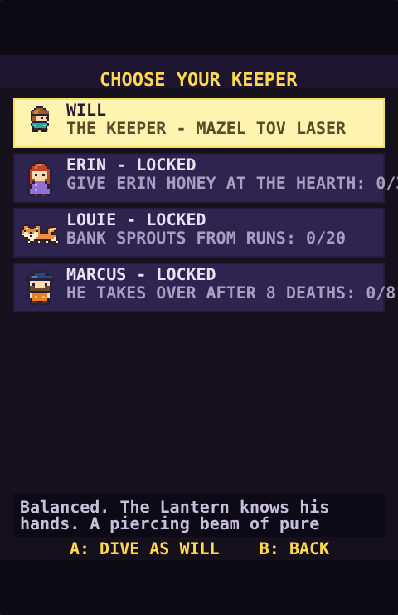 CHOOSE YOUR KEEPER
WILL
THE KEEPER - MAZEL TOV LASER
ERIN - LOCKED
GIVE ERIN HONEY AT THE HEARTH: 0/
LOUIE - LOCKED
BANK SPROUTS FROM RUNS: 0/20
MARCUS - LOCKED
HE TAKES OVER AFTER 8 DEATHS: 0/8
Balanced. The Lantern knows his
hands. A piercing beam of pure
A: DIVE AS WILL B: BACK